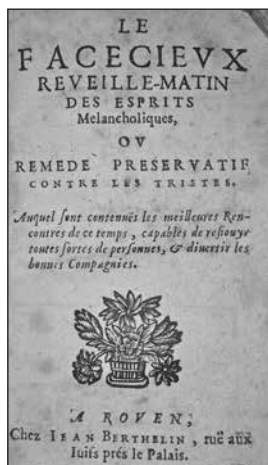 LE
FACECIEVX
REVEILLE-MATIN
DES ESPRITS
Melancholiques,
OV
REMEDE PRESERVATIF
CONTRE LES TRISTES.
Auquel sont contenuës les meilleures Ren-
contres de ce temps, capables de resiouyr
toutes sortes de personnes, & diuertir les
bonnes Compagnies.
A ROVEN,
Chez IEAN BERTHELIN, ruë aux
Iuifs prés le Palais.